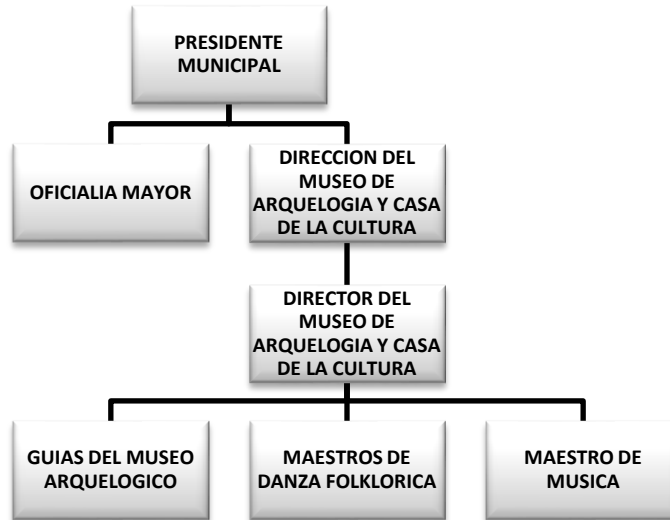 PRESIDENTE
MUNICIPAL
OFICIALIA MAYOR
DIRECCION DEL
MUSEO DE
ARQUELOGIA Y CASA
DE LA CULTURA
DIRECTOR DEL
MUSEO DE
ARQUELOGIA Y CASA
DE LA CULTURA
GUIAS DEL MUSEO
ARQUELOGICO
MAESTROS DE
DANZA FOLKLORICA
MAESTRO DE
MUSICA